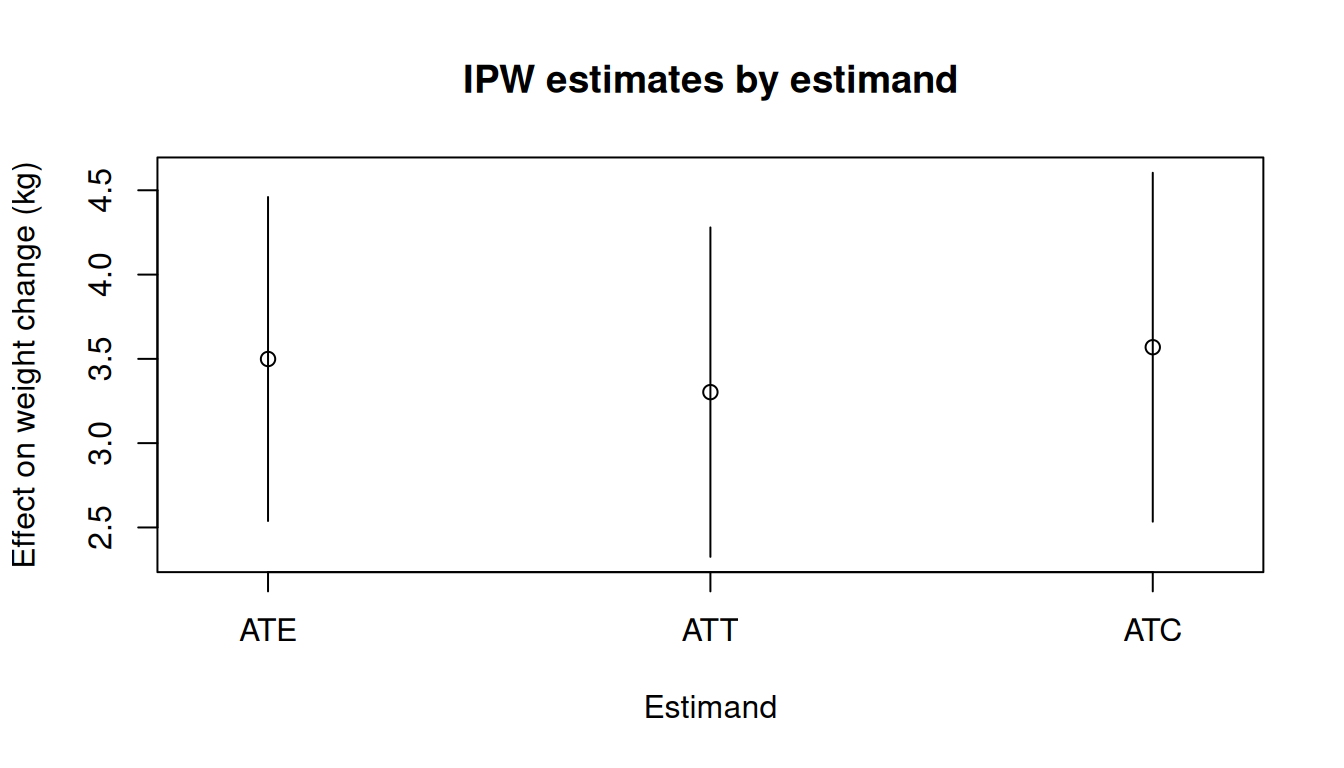 IPW estimates by estimand
Effect on weight change (kg)
4.5
4.0
3.5
3.0
2.5
ATE ATT ATC
Estimand